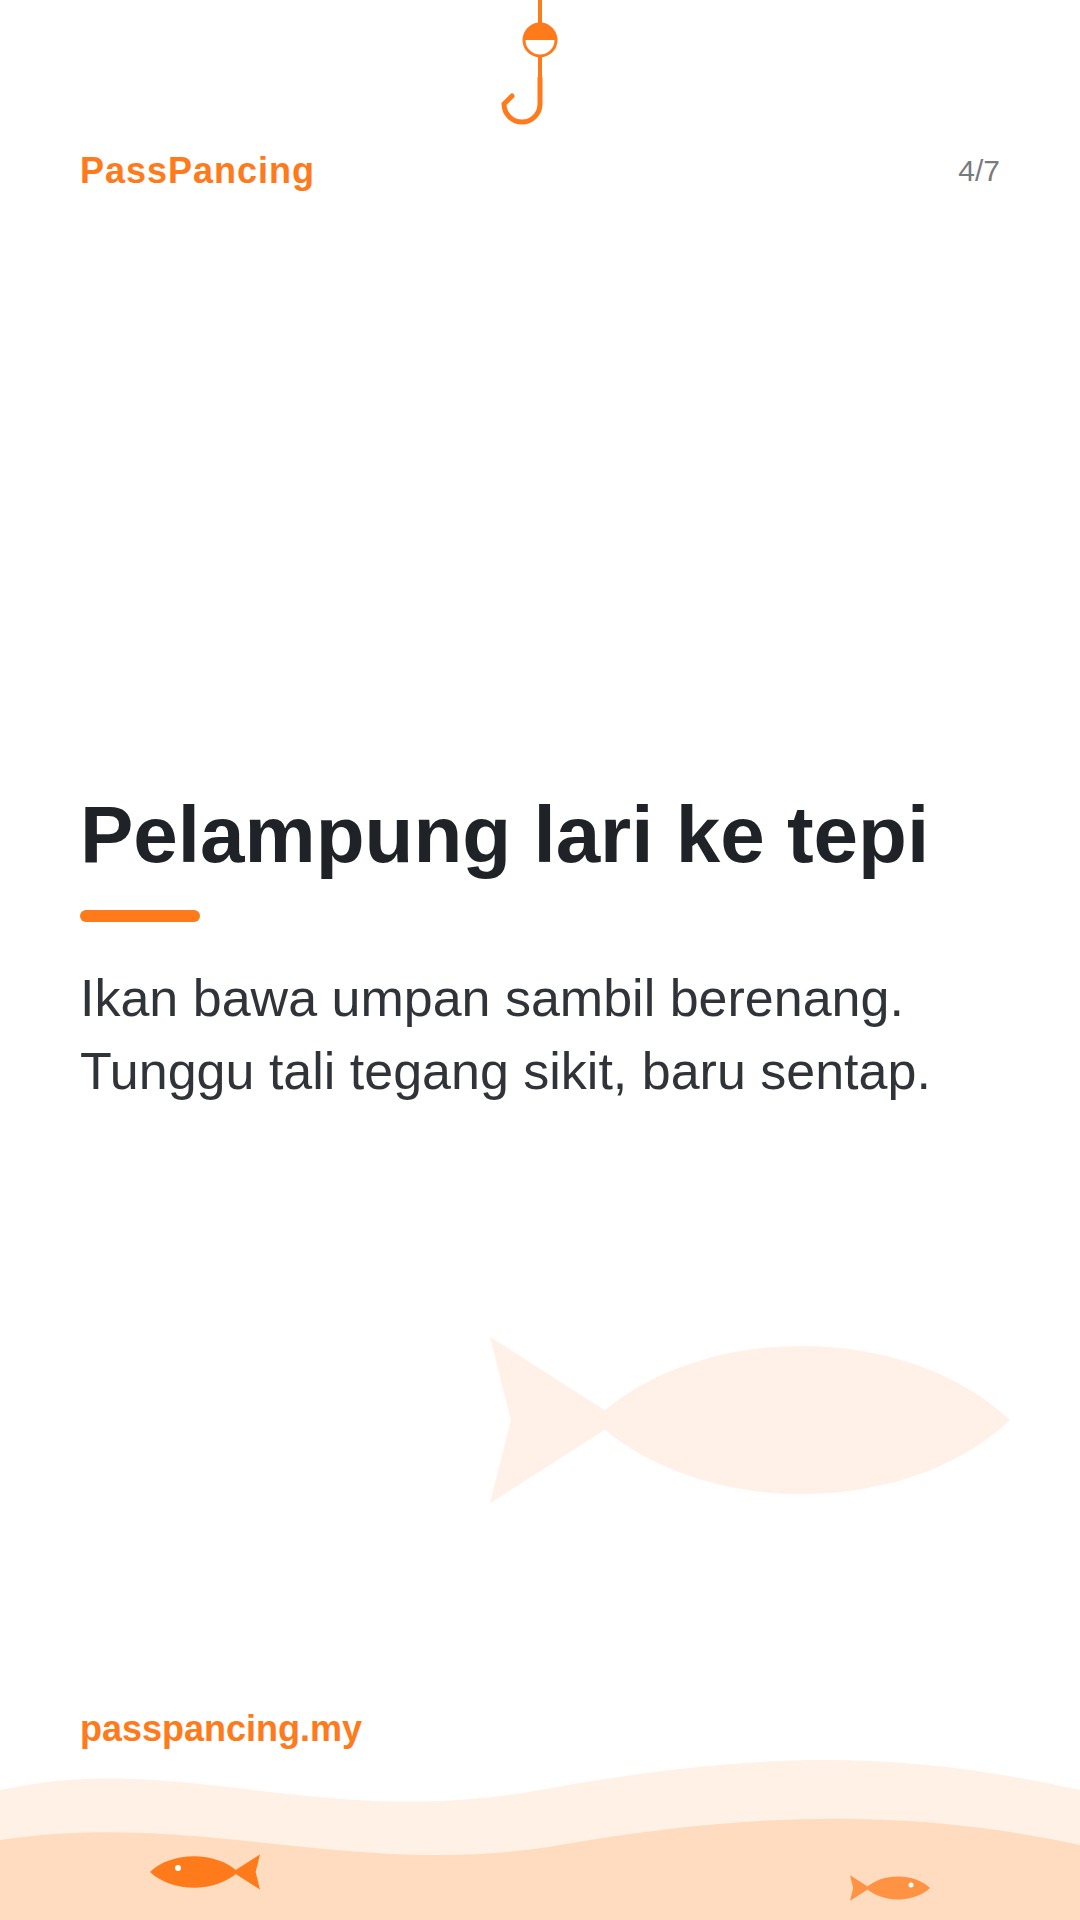 PassPancing
4/7
Pelampung lari ke tepi
Ikan bawa umpan sambil berenang.
Tunggu tali tegang sikit, baru sentap.
passpancing.my